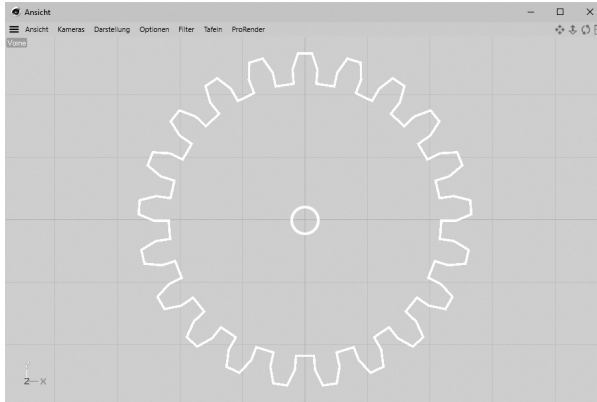 Ansicht
Ansicht Kameras Darstellung Optionen Filter Tafeln ProRender
Vorne
Y
Z X